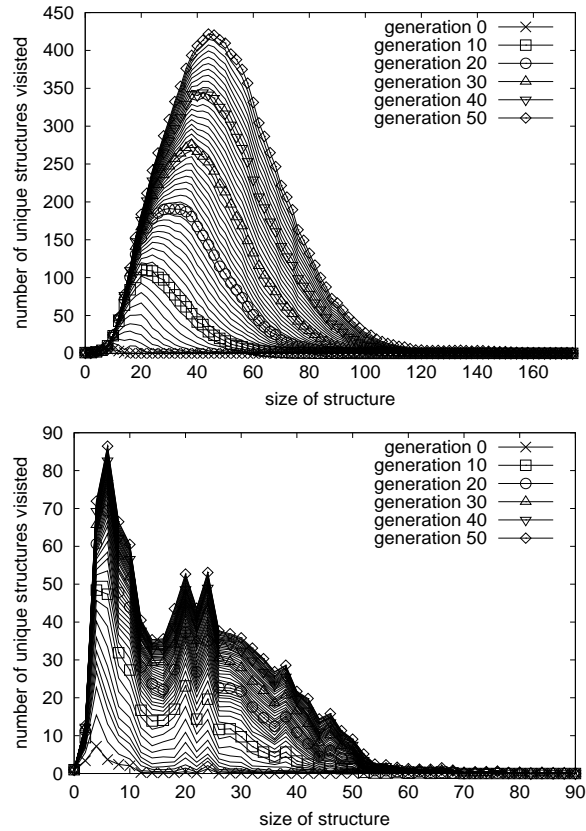 450
400
350
300
250
200
150
100
50
0
number of unique structures visisted
generation 0
generation 10
generation 20
generation 30
generation 40
generation 50
0 20 40 60 80 100 120 140 160
size of structure
90
80
70
60
50
40
30
20
10
0
number of unique structures visisted
generation 0
generation 10
generation 20
generation 30
generation 40
generation 50
0 10 20 30 40 50 60 70 80 90
size of structure